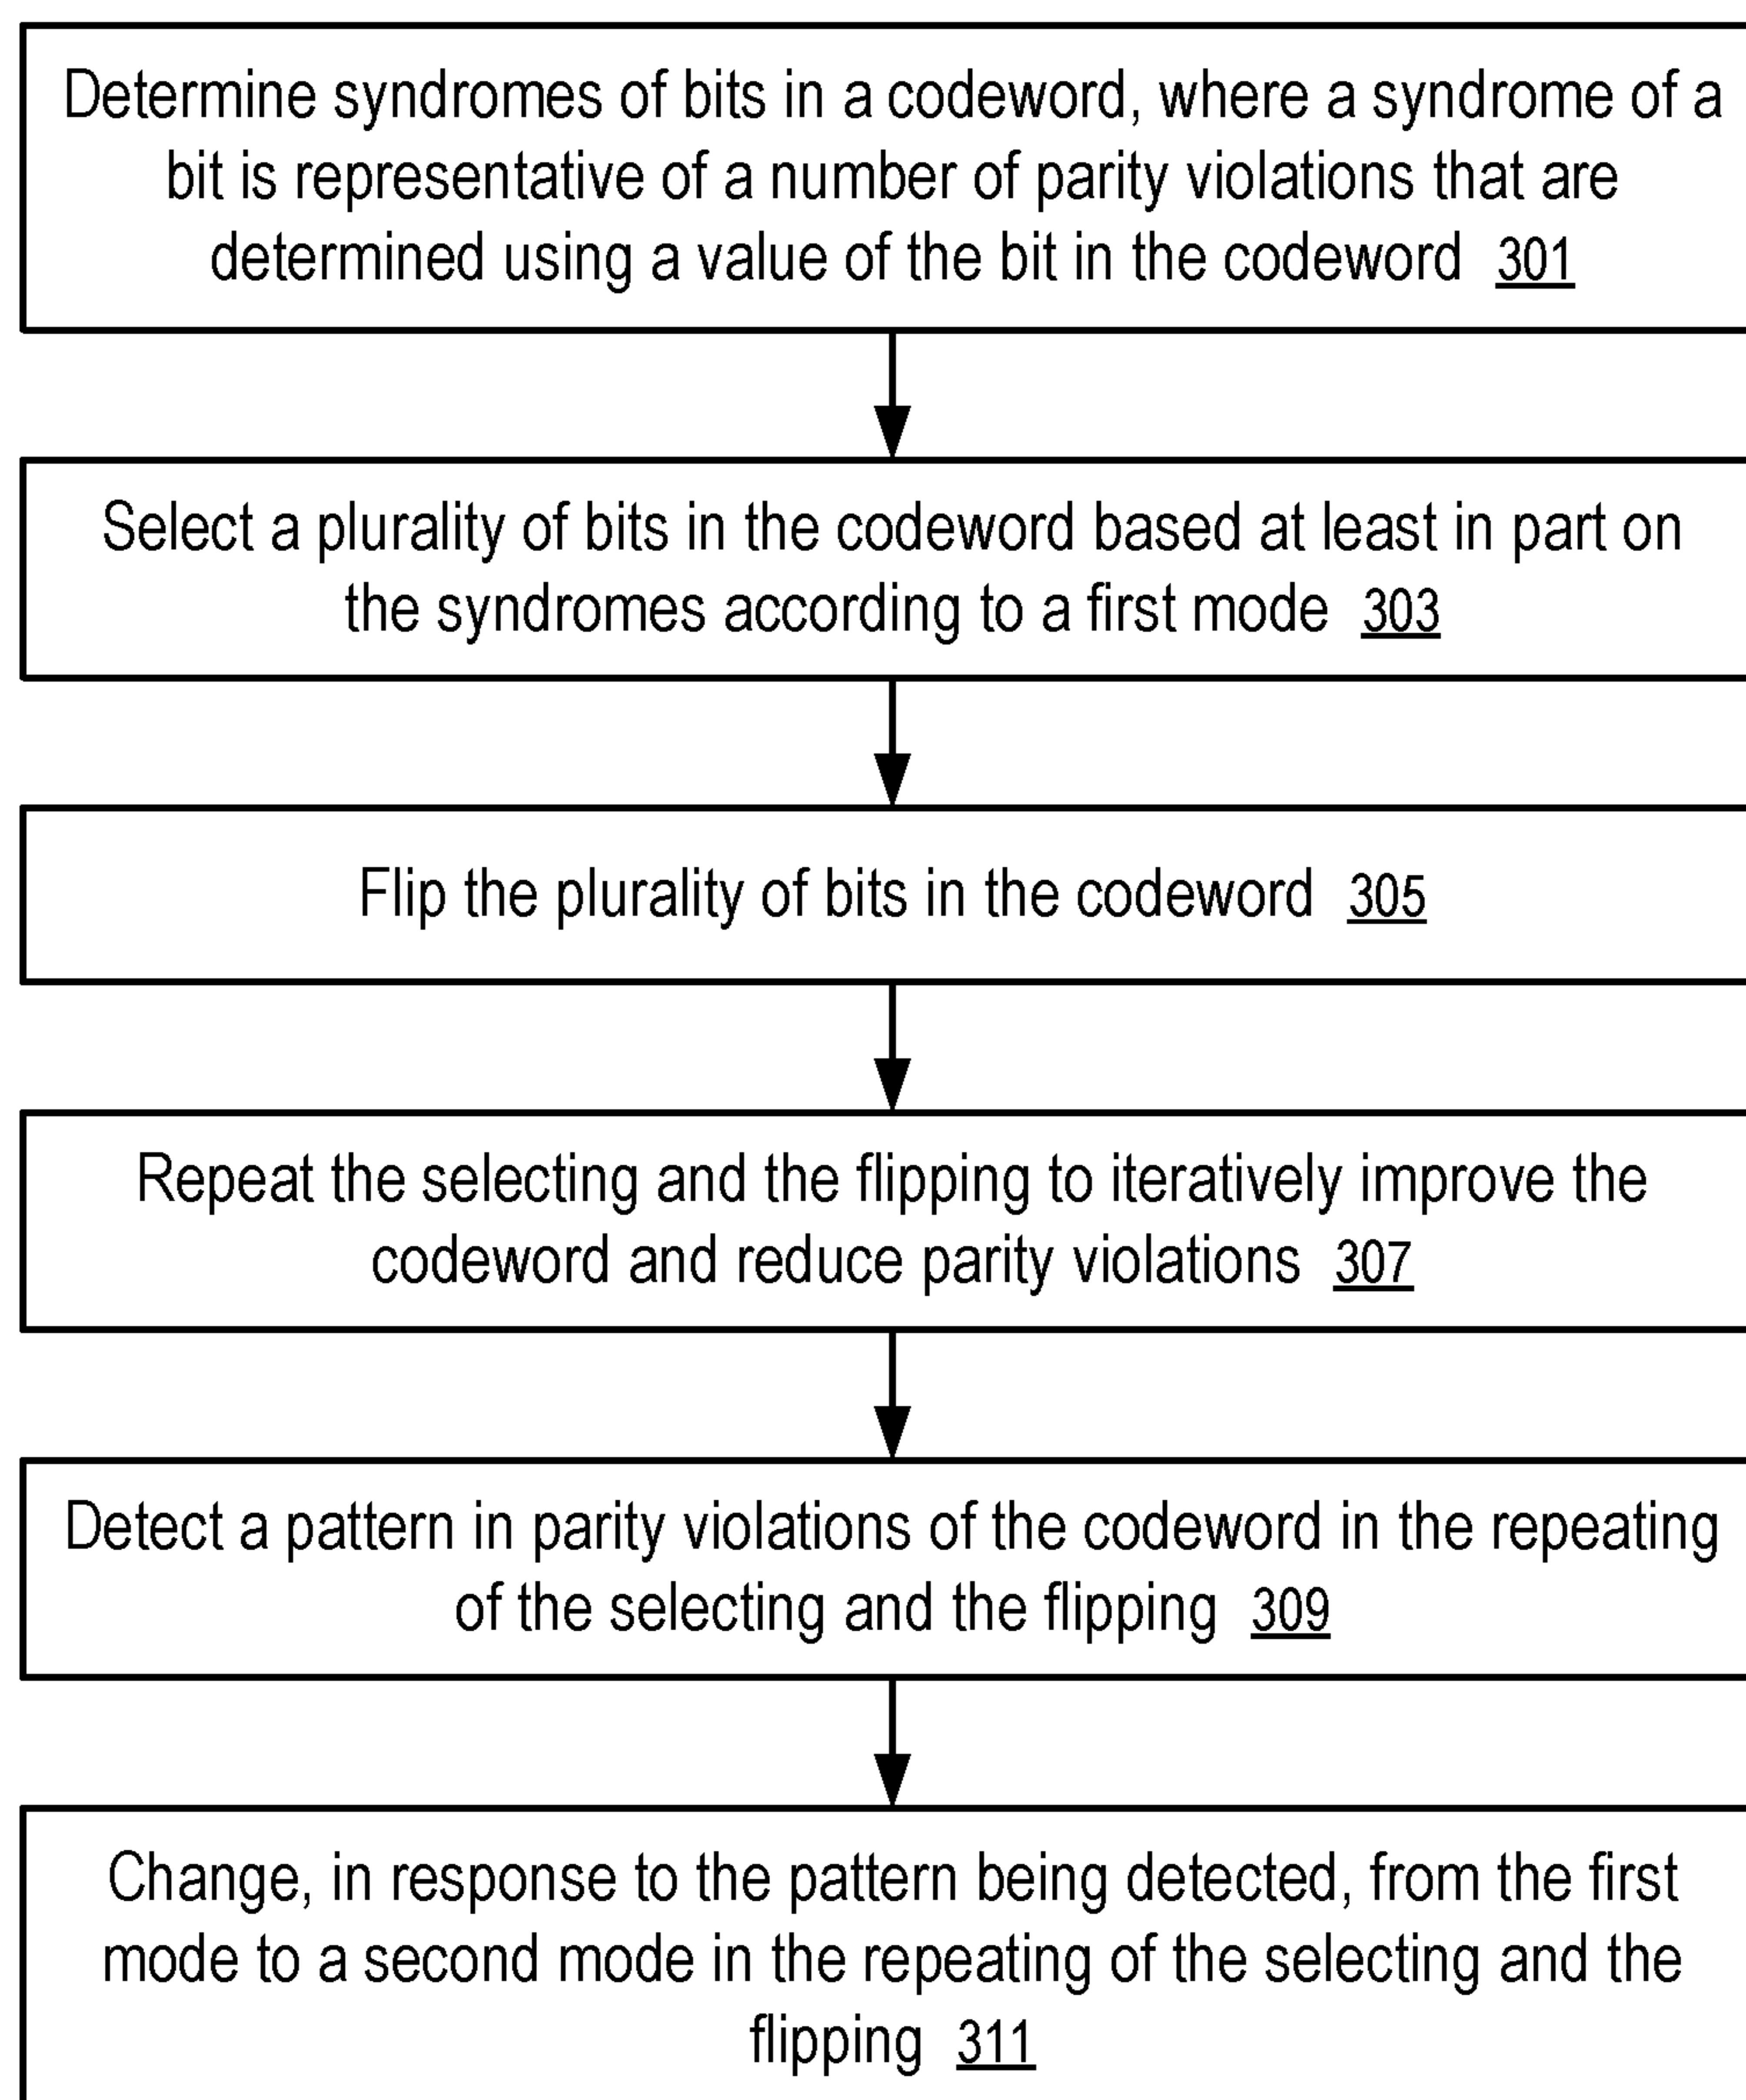 Determine syndromes of bits in a codeword, where a syndrome of a
bit is representative of a number of parity violations that are
determined using a value of the bit in the codeword 301
Select a plurality of bits in the codeword based at least in part on
the syndromes according to a first mode 303
Flip the plurality of bits in the codeword 305
Repeat the selecting and the flipping to iteratively improve the
codeword and reduce parity violations 307
Detect a pattern in parity violations of the codeword in the repeating
of the selecting and the flipping 309
Change, in response to the pattern being detected, from the first
mode to a second mode in the repeating of the selecting and the
flipping 311